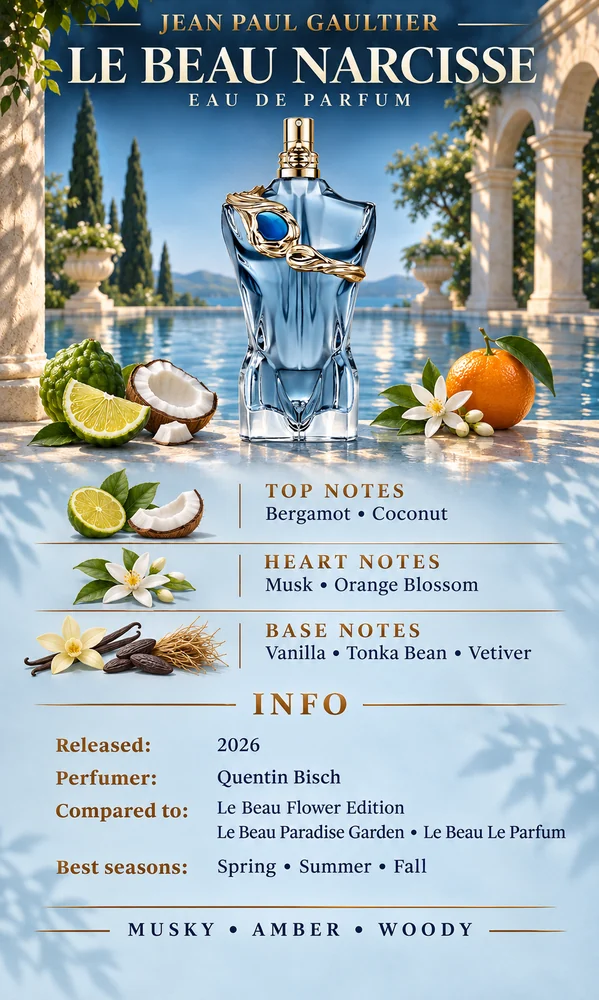 JEAN PAUL GAULTIER
LE BEAU NARCISSE
EAU DE PARFUM
TOP NOTES
Bergamot • Coconut
HEART NOTES
Musk • Orange Blossom
BASE NOTES
Vanilla • Tonka Bean • Vetiver
INFO
Released: 2026
Perfumer: Quentin Bisch
Compared to: Le Beau Flower Edition
Le Beau Paradise Garden • Le Beau Le Parfum
Best seasons: Spring • Summer • Fall
MUSKY • AMBER • WOODY